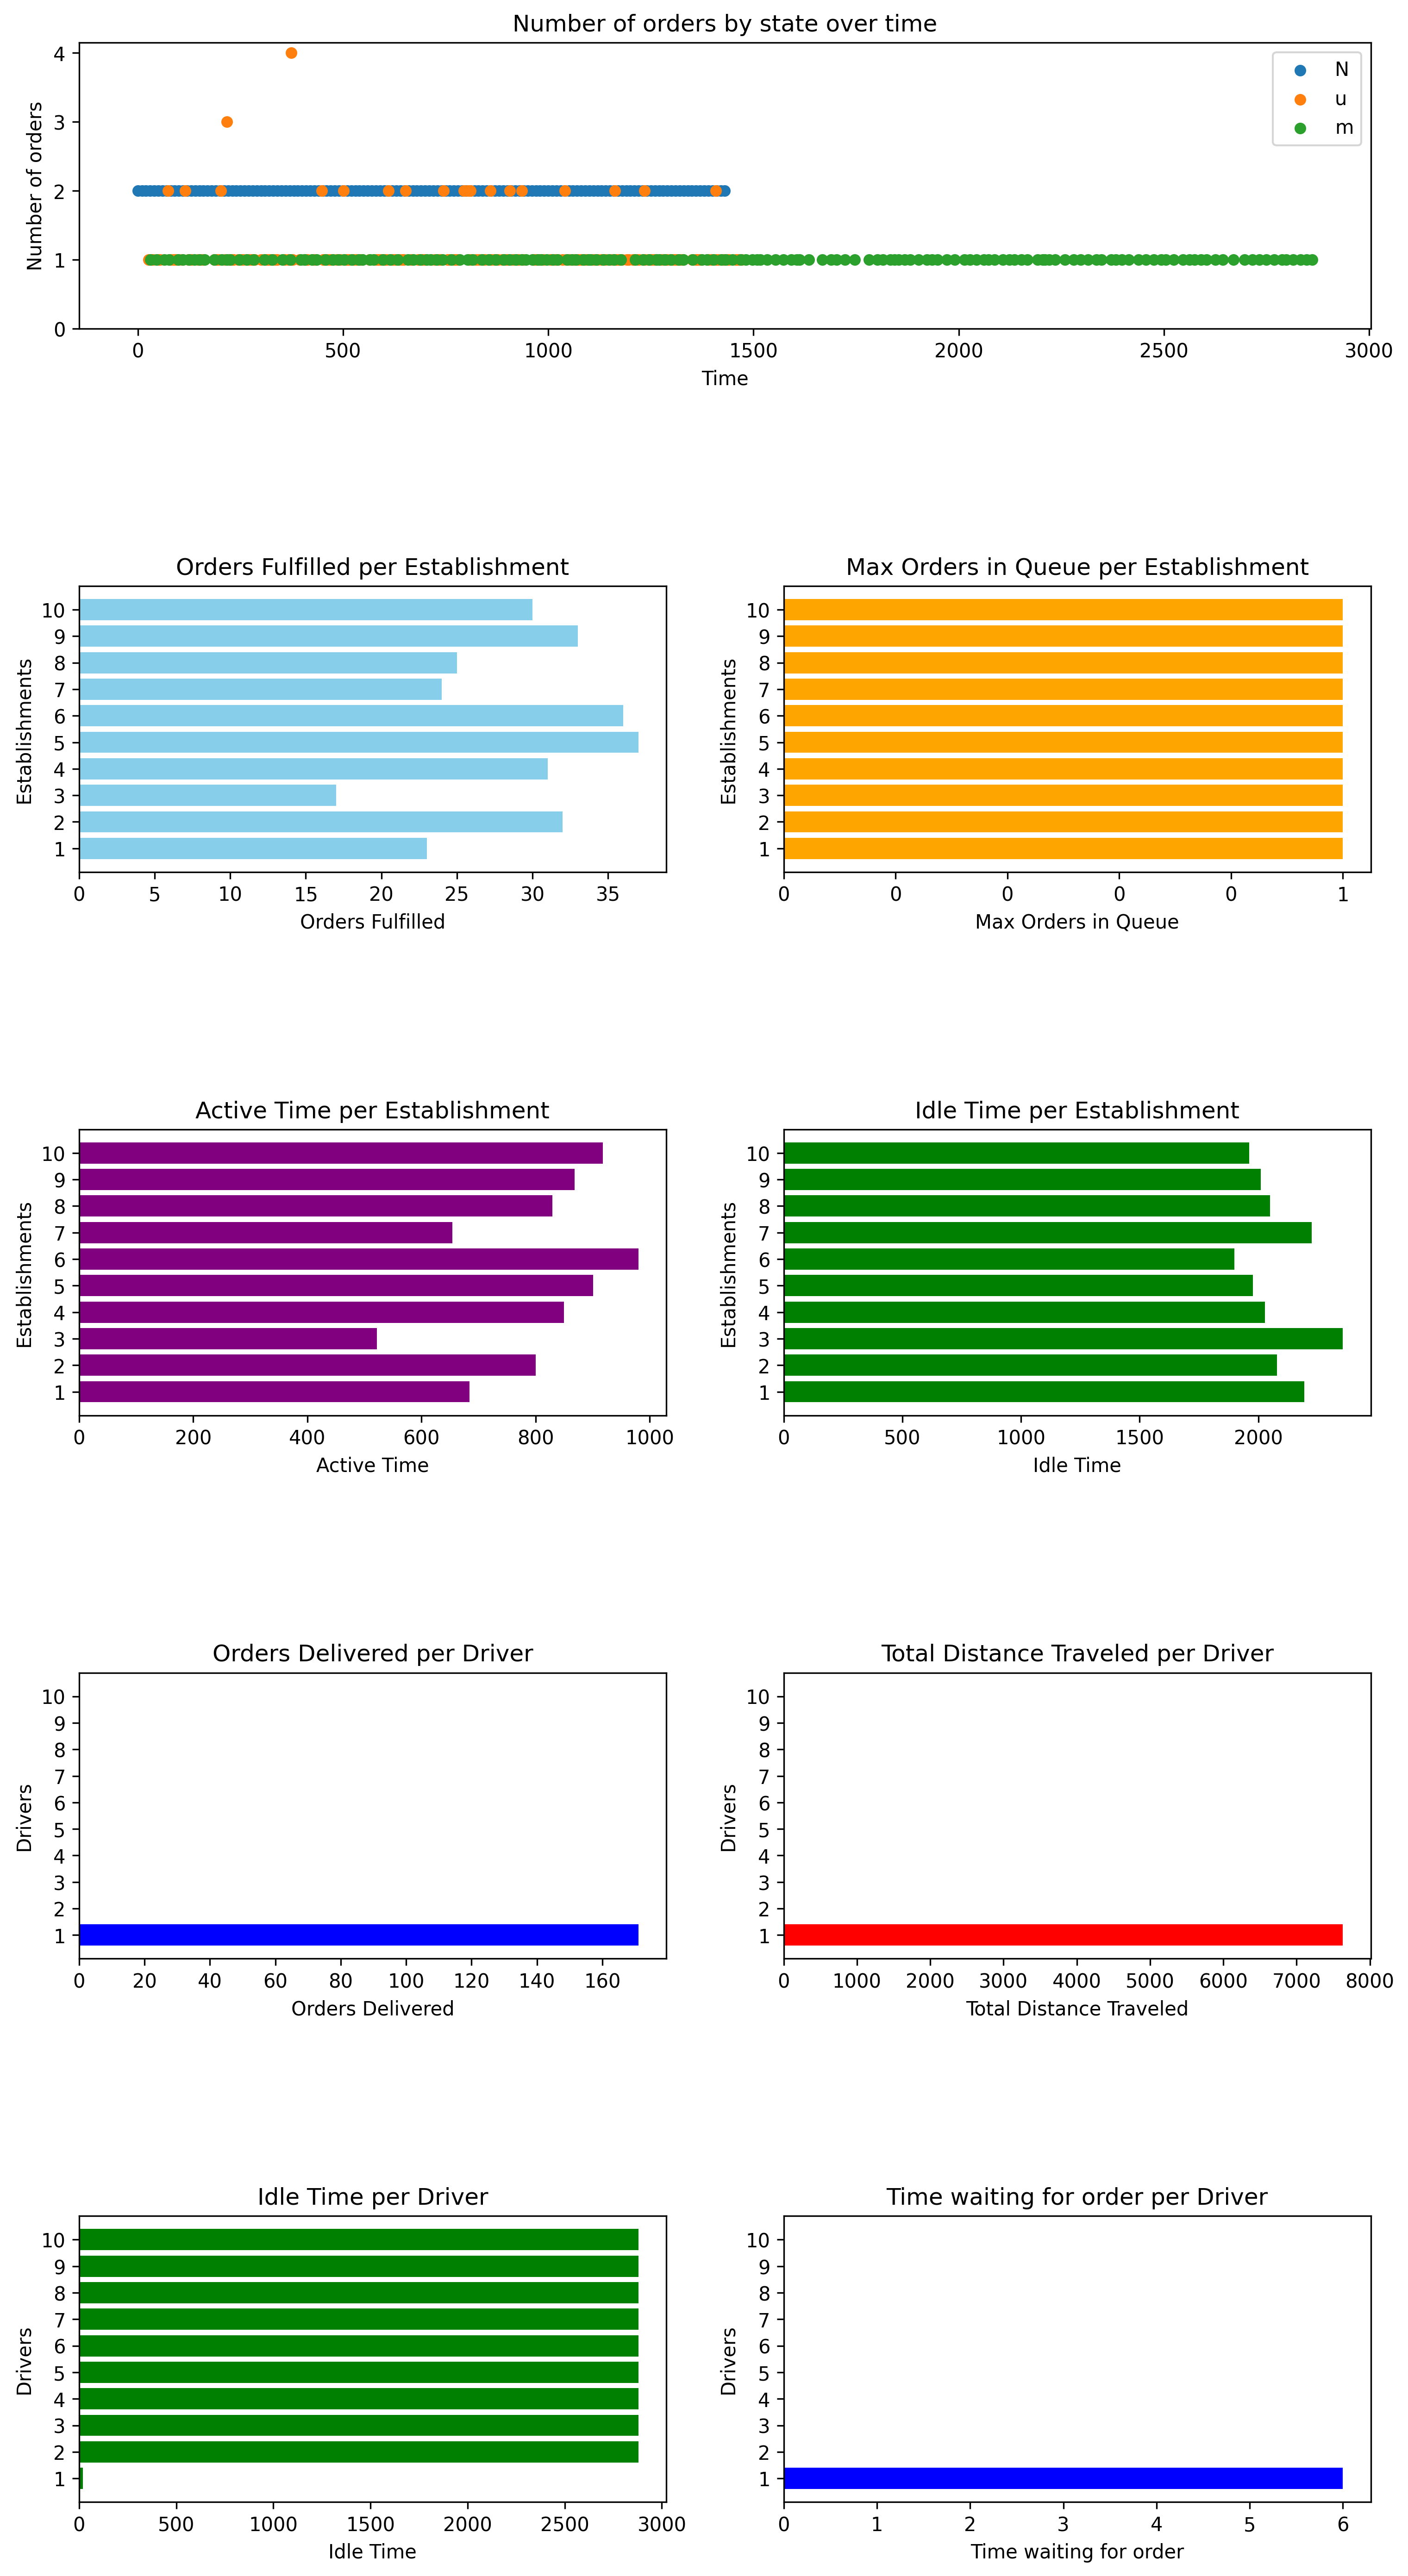 Number of orders by state over time
Number of orders
4
3
2
1
0
N
u
m
0 500 1000 1500 2000 2500 3000
Time
Orders Fulfilled per Establishment
Establishments
10
9
8
7
6
5
4
3
2
1
0 5 10 15 20 25 30 35
Orders Fulfilled
Max Orders in Queue per Establishment
Establishments
10
9
8
7
6
5
4
3
2
1
0 0 0 0 0 1
Max Orders in Queue
Active Time per Establishment
Establishments
10
9
8
7
6
5
4
3
2
1
0 200 400 600 800 1000
Active Time
Idle Time per Establishment
Establishments
10
9
8
7
6
5
4
3
2
1
0 500 1000 1500 2000
Idle Time
Orders Delivered per Driver
Drivers
10
9
8
7
6
5
4
3
2
1
0 20 40 60 80 100 120 140 160
Orders Delivered
Total Distance Traveled per Driver
Drivers
10
9
8
7
6
5
4
3
2
1
0 1000 2000 3000 4000 5000 6000 7000 8000
Total Distance Traveled
Idle Time per Driver
Drivers
10
9
8
7
6
5
4
3
2
1
0 500 1000 1500 2000 2500 3000
Idle Time
Time waiting for order per Driver
Drivers
10
9
8
7
6
5
4
3
2
1
0 1 2 3 4 5 6
Time waiting for order